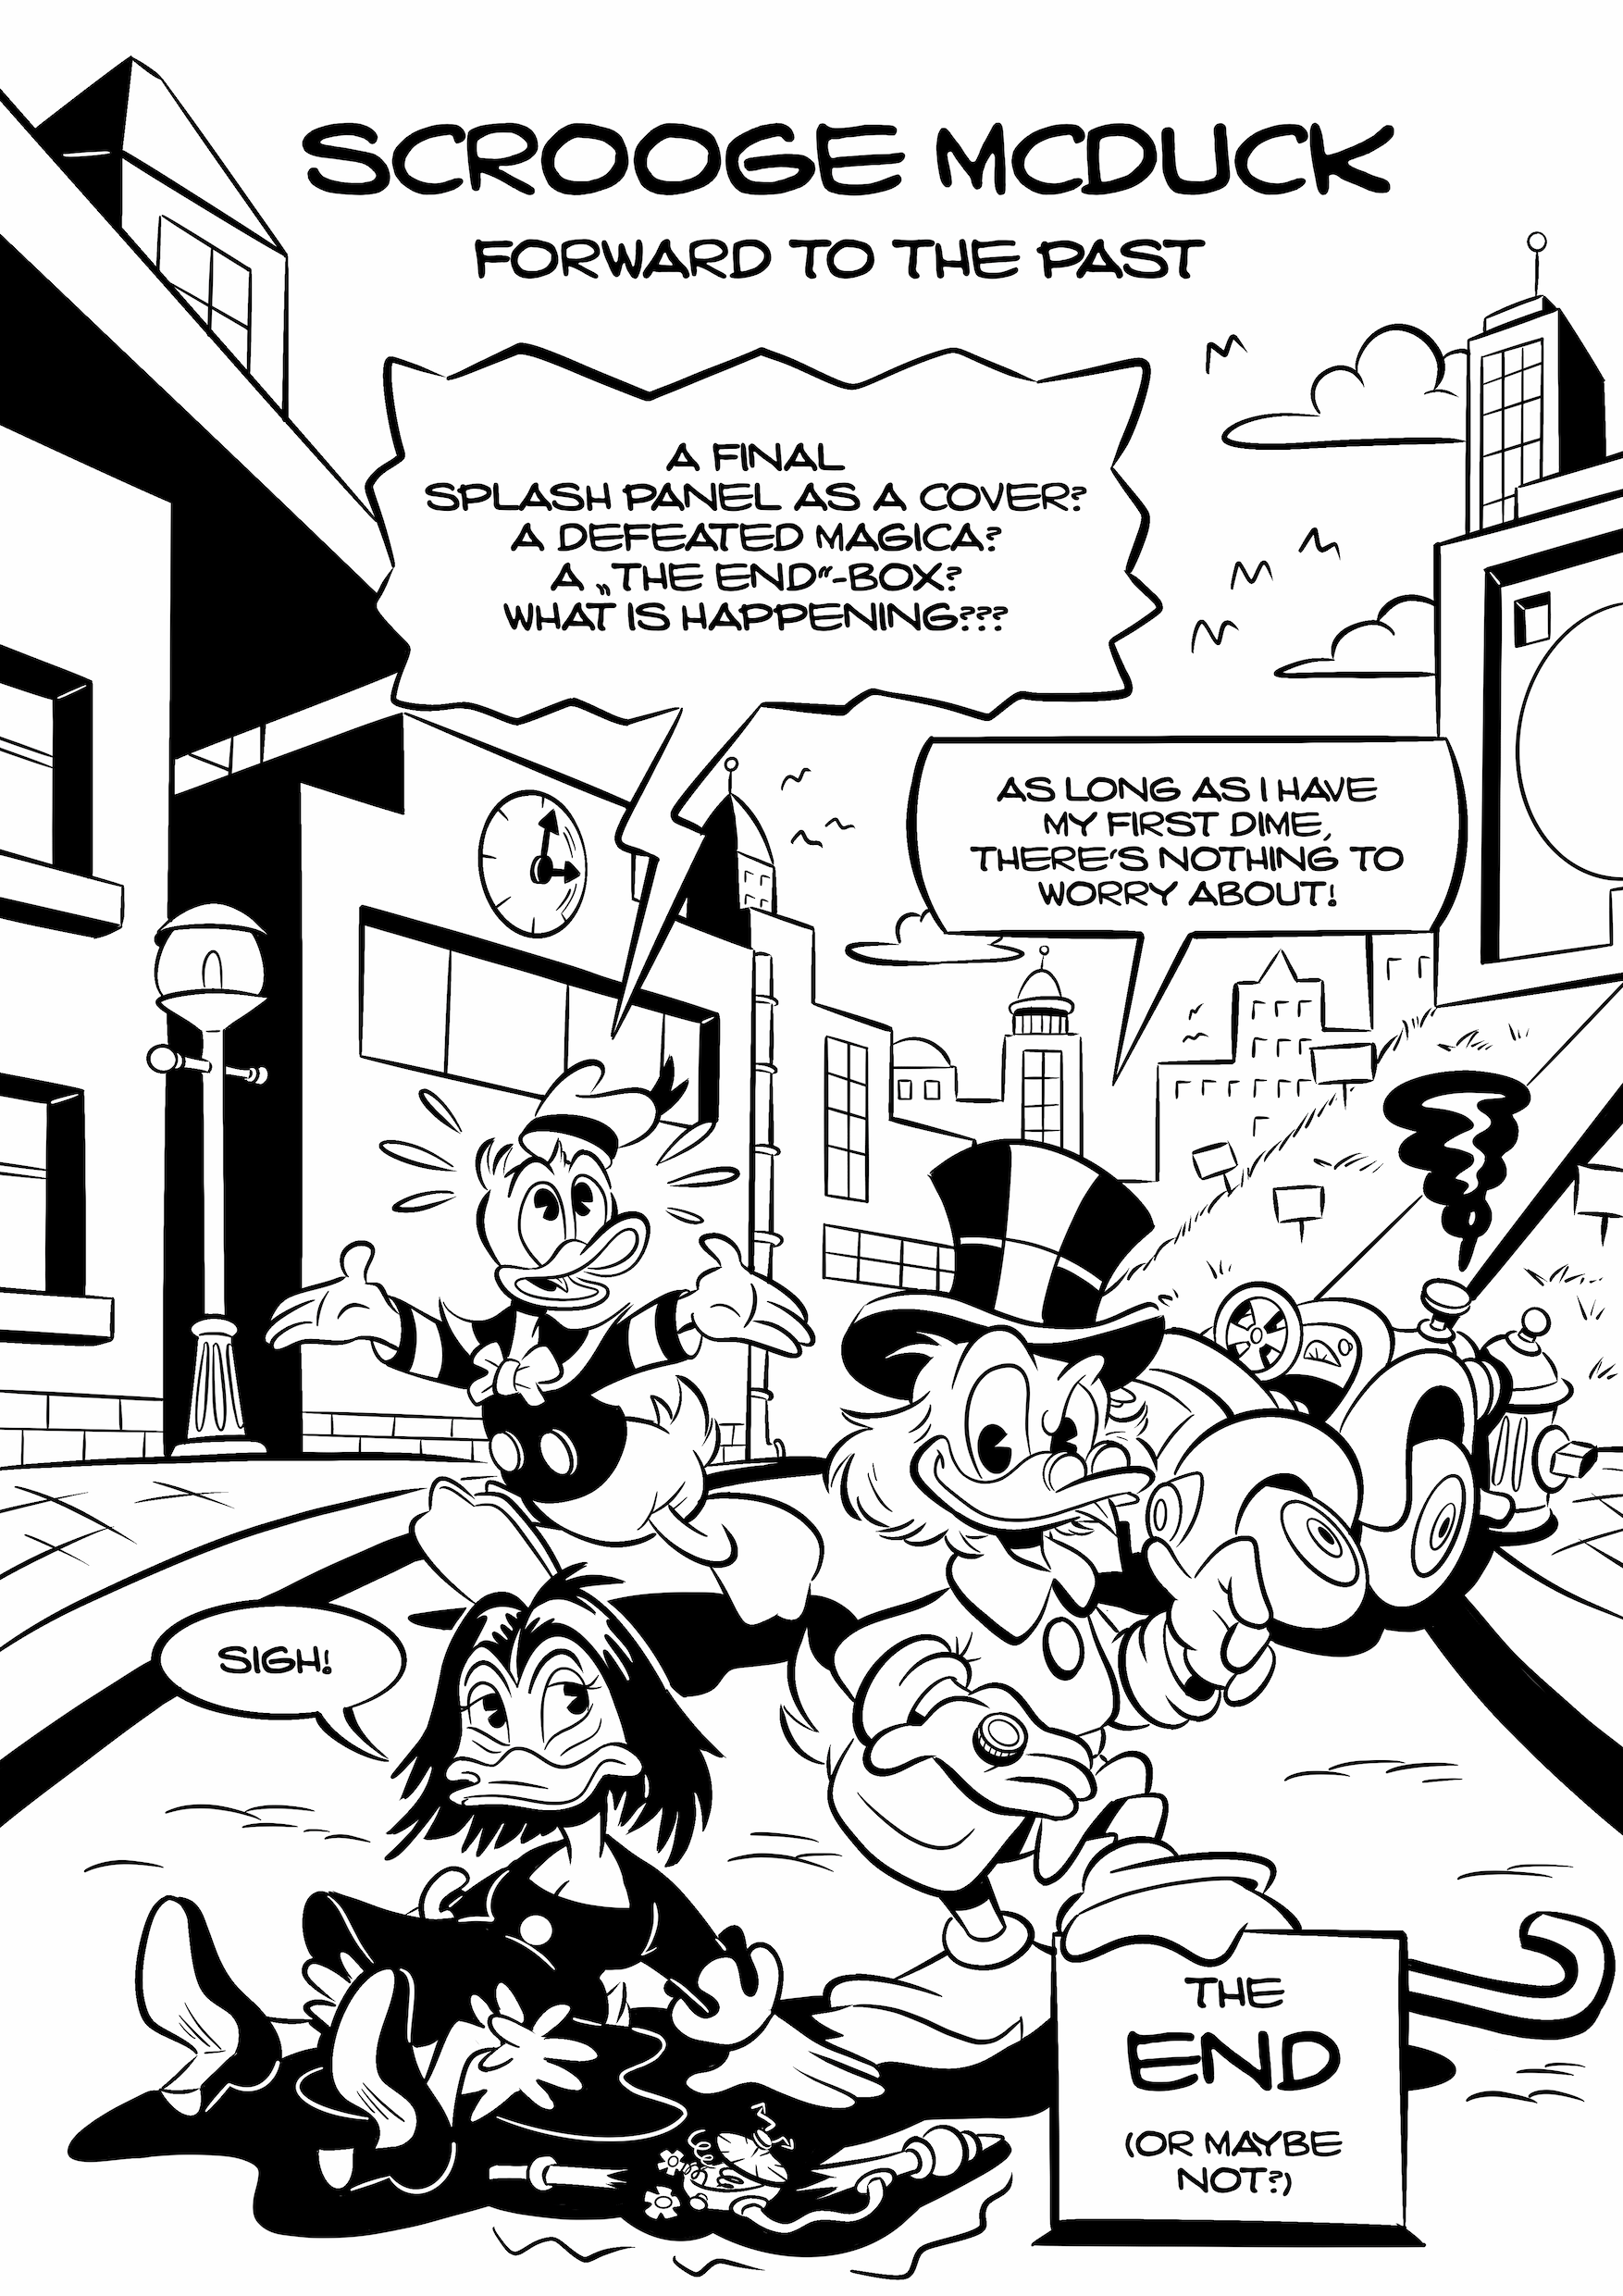 SCROOGE MCDUCK
FORWARD TO THE PAST
A FINAL
SPLASH PANEL AS A COVER?
A DEFEATED MAGICA?
A „THE END“-BOX?
WHAT IS HAPPENING???
AS LONG AS I HAVE
MY FIRST DIME,
THERE'S NOTHING TO
WORRY ABOUT!
SIGH!
THE
END
(OR MAYBE
NOT?)